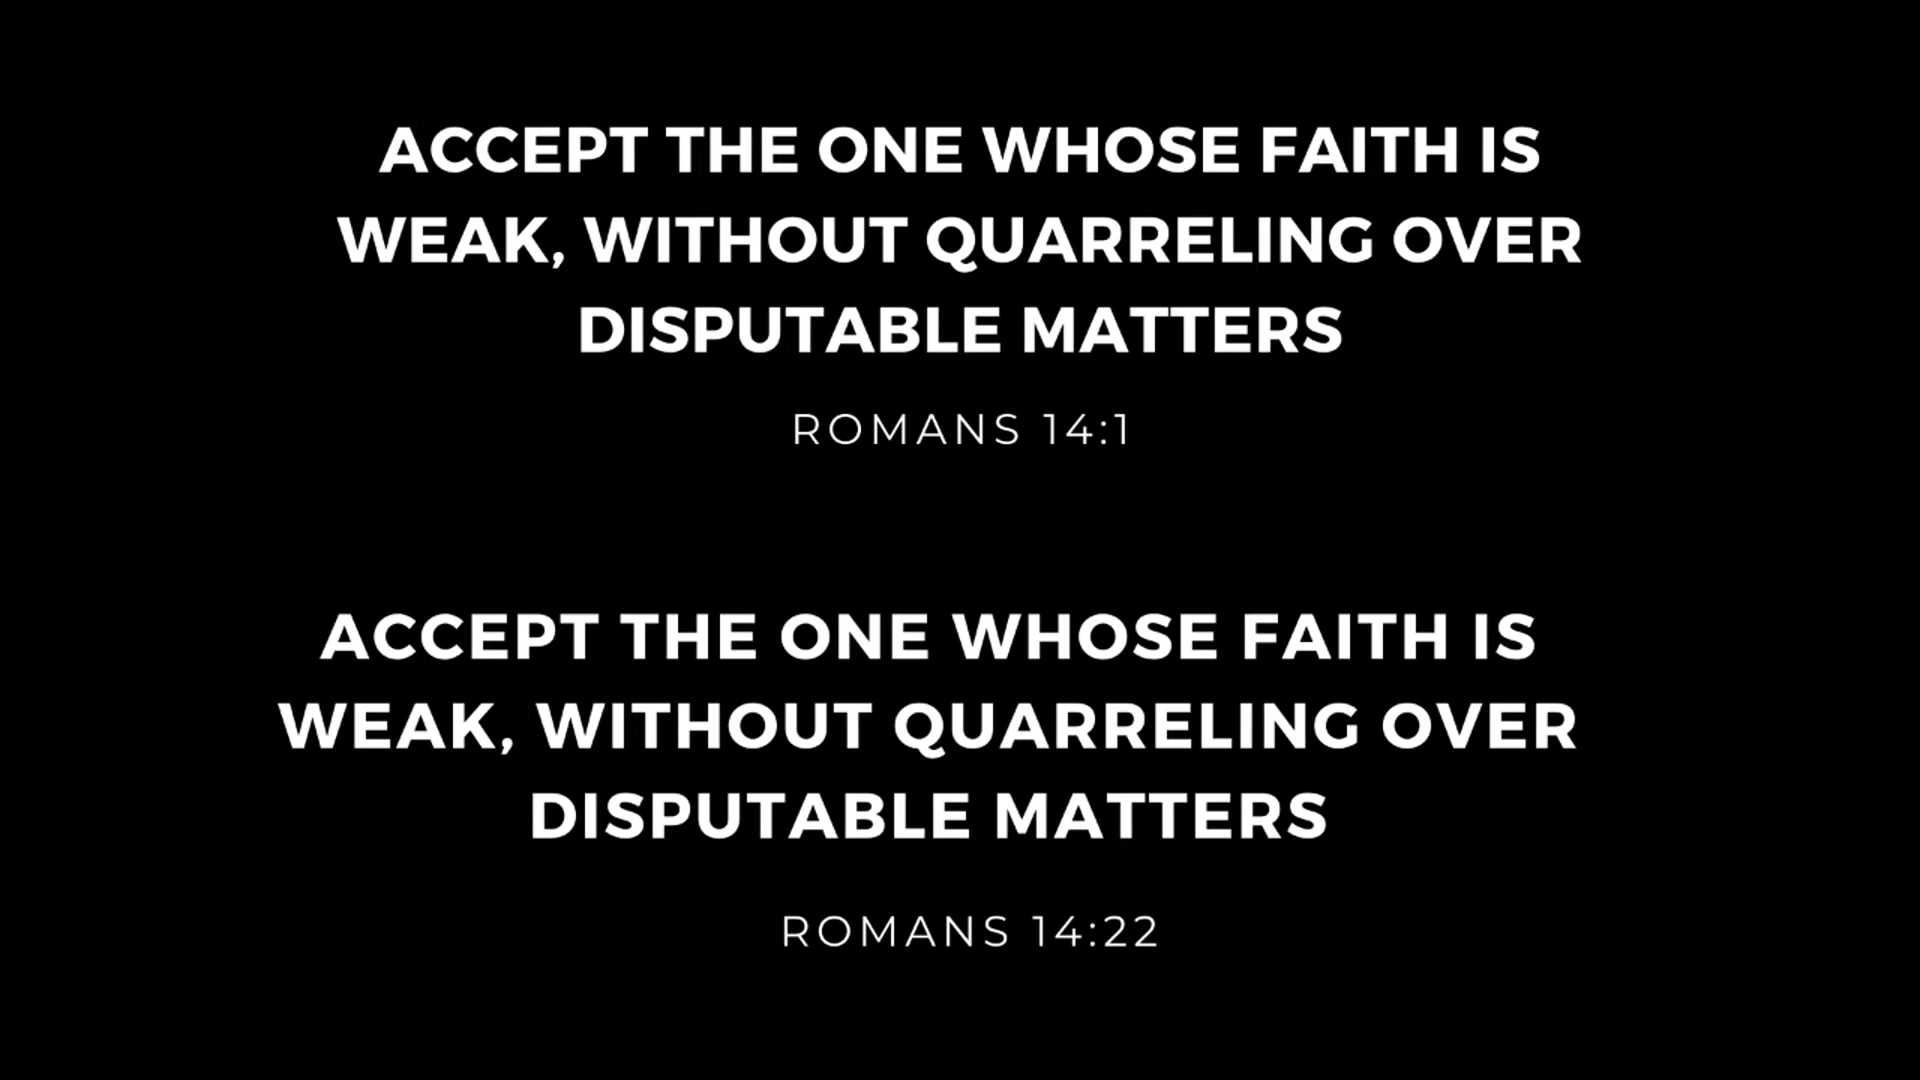 ACCEPT THE ONE WHOSE FAITH IS
WEAK, WITHOUT QUARRELING OVER
DISPUTABLE MATTERS
ROMANS 14:1
ACCEPT THE ONE WHOSE FAITH IS
WEAK, WITHOUT QUARRELING OVER
DISPUTABLE MATTERS
ROMANS 14:22